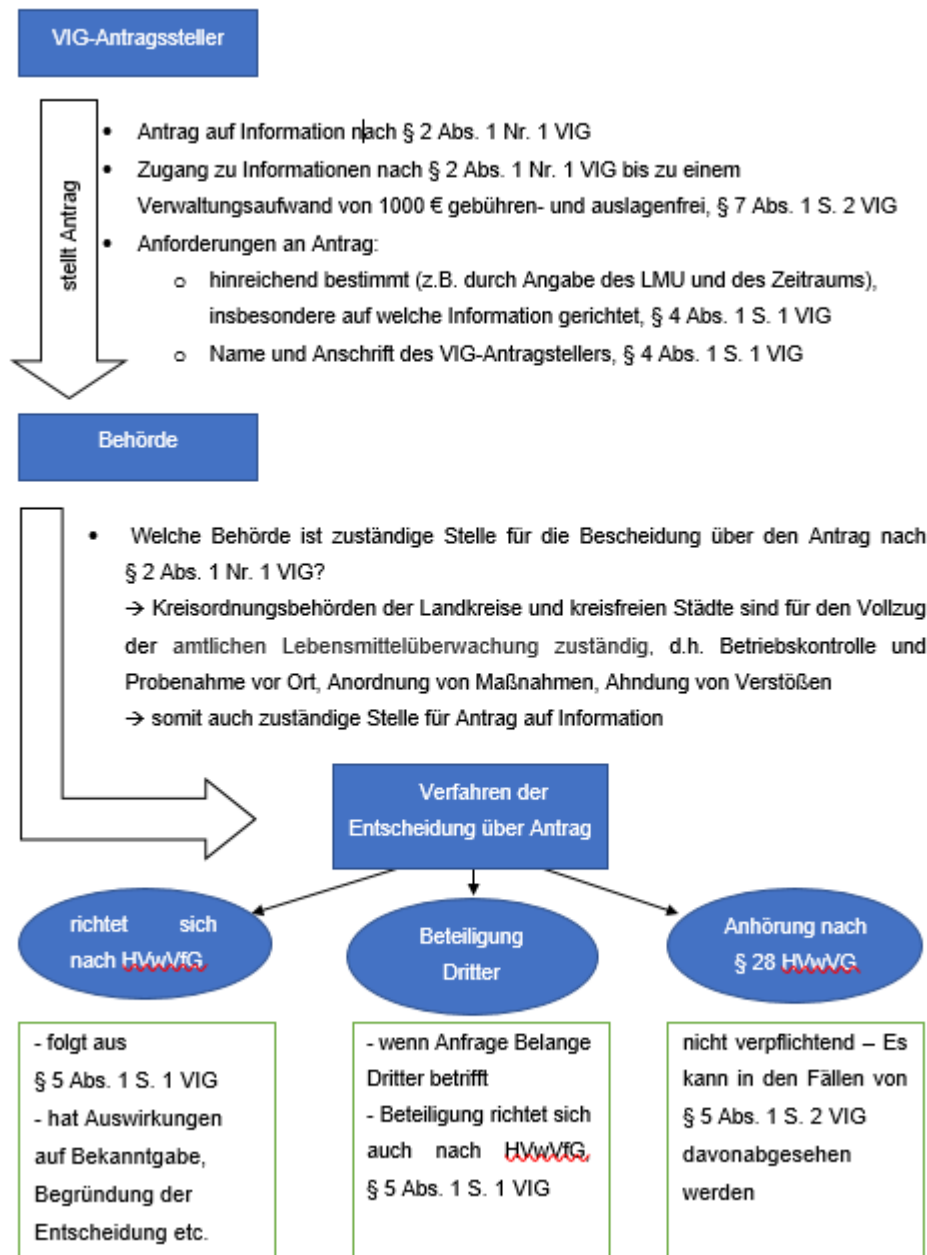 VIG-Antragssteller
stellt Antrag
• Antrag auf Information nach § 2 Abs. 1 Nr. 1 VIG
• Zugang zu Informationen nach § 2 Abs. 1 Nr. 1 VIG bis zu einem
Verwaltungsaufwand von 1000 € gebühren- und auslagenfrei, § 7 Abs. 1 S. 2 VIG
• Anforderungen an Antrag:
o hinreichend bestimmt (z.B. durch Angabe des LMU und des Zeitraums),
insbesondere auf welche Information gerichtet, § 4 Abs. 1 S. 1 VIG
o Name und Anschrift des VIG-Antragstellers, § 4 Abs. 1 S. 1 VIG
Behörde
• Welche Behörde ist zuständige Stelle für die Bescheidung über den Antrag nach
§ 2 Abs. 1 Nr. 1 VIG?
→ Kreisordnungsbehörden der Landkreise und kreisfreien Städte sind für den Vollzug
der amtlichen Lebensmittelüberwachung zuständig, d.h. Betriebskontrolle und
Probenahme vor Ort, Anordnung von Maßnahmen, Ahndung von Verstößen
→ somit auch zuständige Stelle für Antrag auf Information
Verfahren der
Entscheidung über Antrag
richtet sich
nach HVwVfG
Beteiligung
Dritter
Anhörung nach
§ 28 HVwVG
- folgt aus
§ 5 Abs. 1 S. 1 VIG
- hat Auswirkungen
auf Bekanntgabe,
Begründung der
Entscheidung etc.
- wenn Anfrage Belange
Dritter betrifft
- Beteiligung richtet sich
auch nach HVwVfG,
§ 5 Abs. 1 S. 1 VIG
nicht verpflichtend – Es
kann in den Fällen von
§ 5 Abs. 1 S. 2 VIG
davonabgesehen
werden